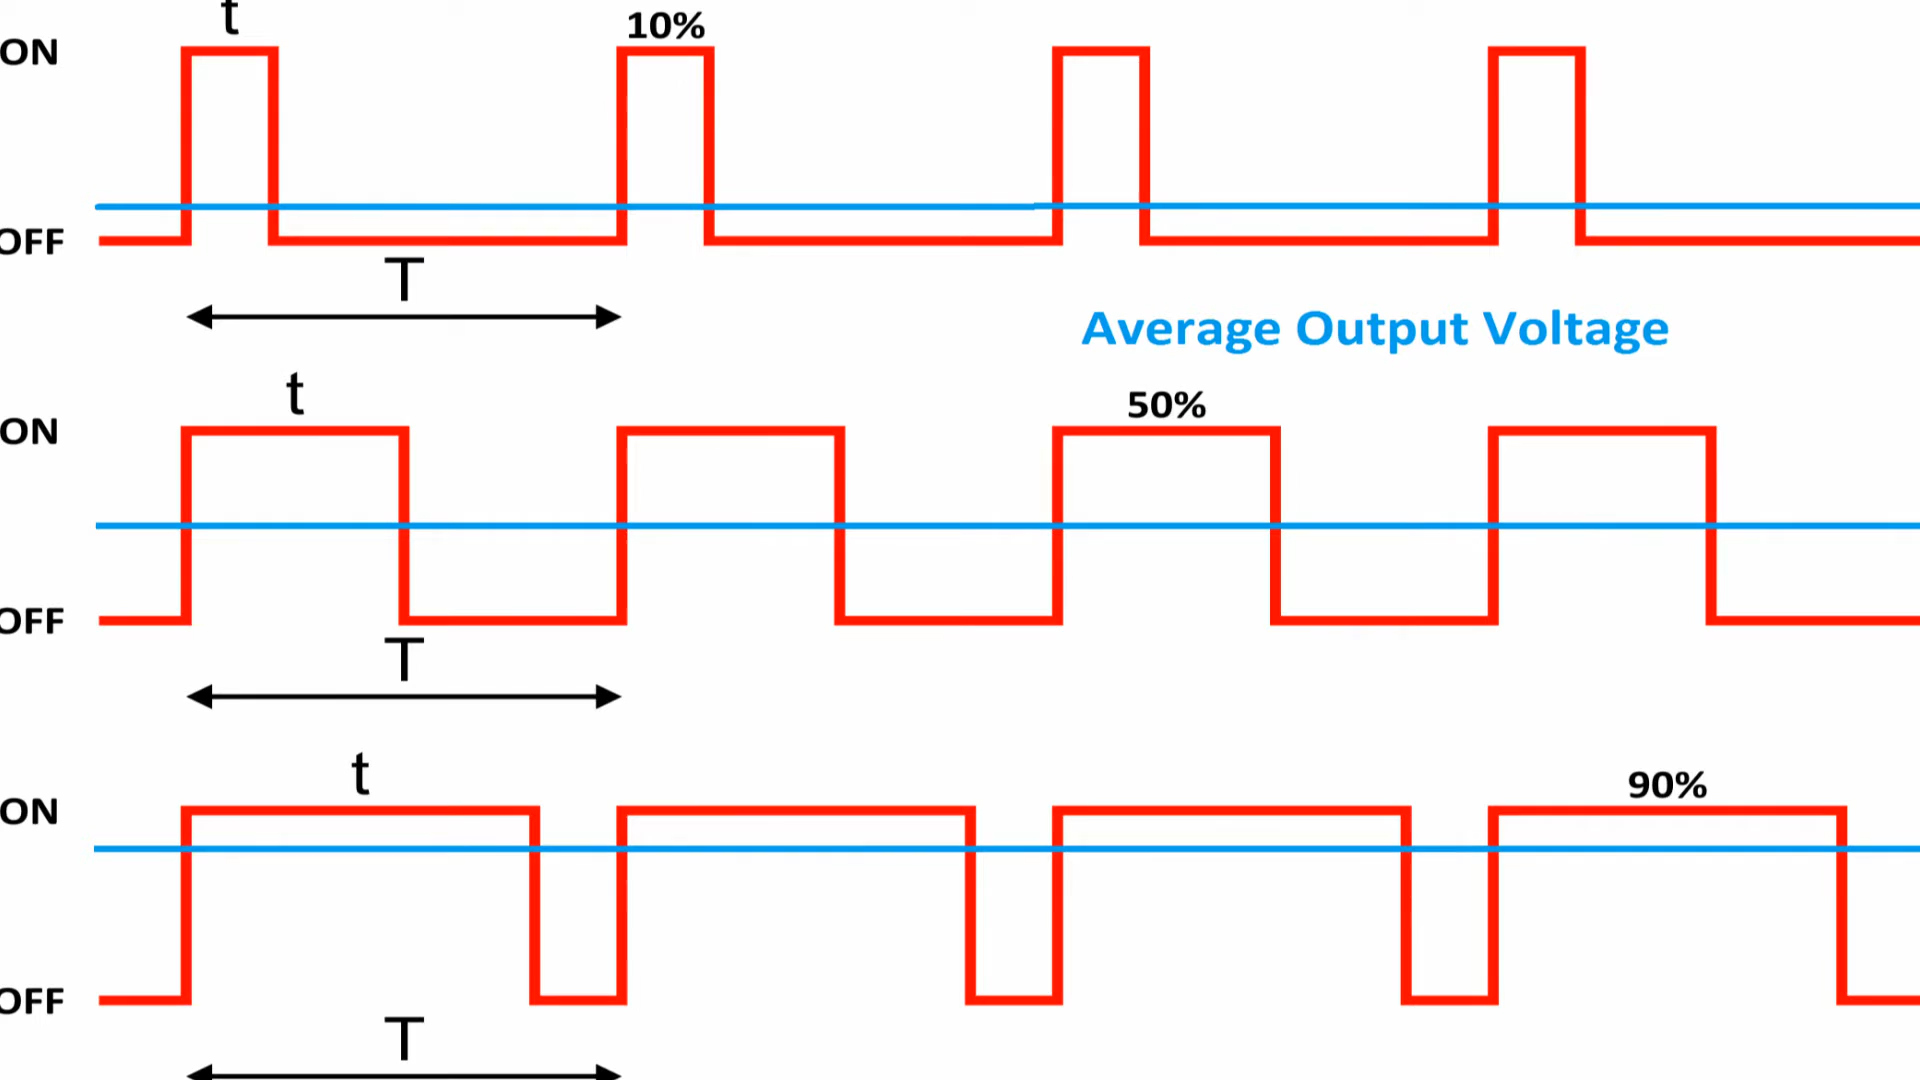 t
10%
ON
OFF
T
Average Output Voltage
t
50%
ON
OFF
T
t
90%
ON
OFF
T